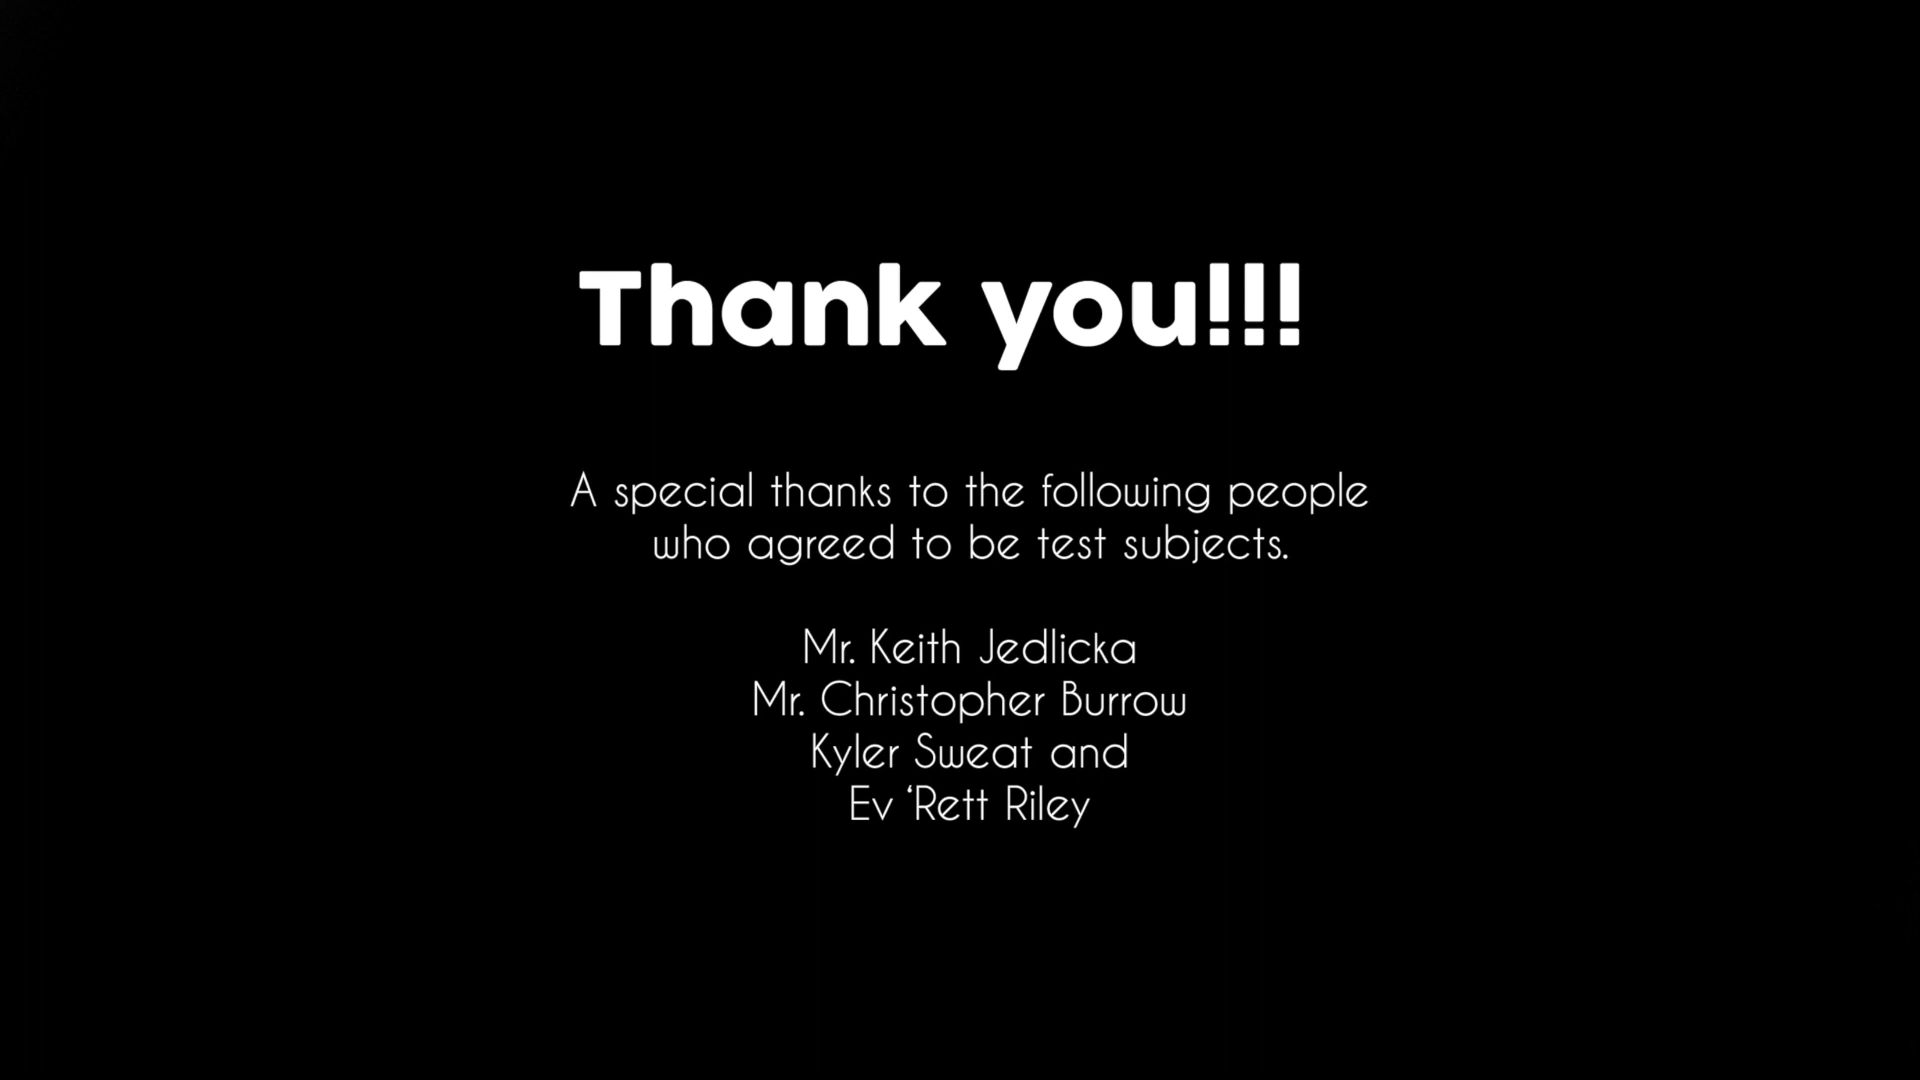 Thank you!!!
A special thanks to the following people
who agreed to be test subjects.
Mr. Keith Jedlicka
Mr. Christopher Burrow
Kyler Sweat and
Ev ‘Rett Riley